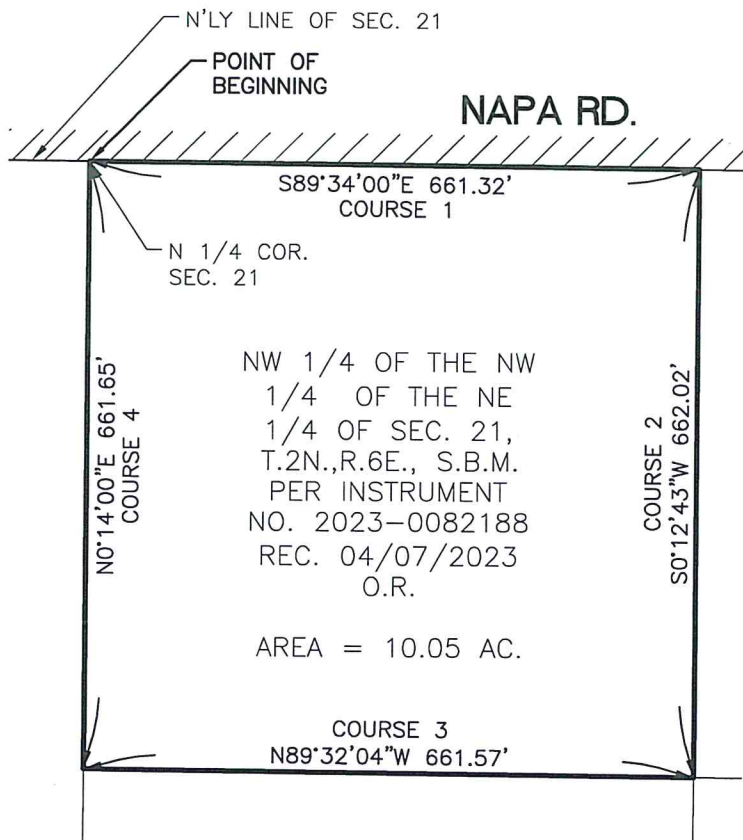 N'LY LINE OF SEC. 21
POINT OF
BEGINNING
NAPA RD.
S89°34'00"E 661.32'
COURSE 1
N 1/4 COR.
SEC. 21
NW 1/4 OF THE NW
1/4 OF THE NE
1/4 OF SEC. 21,
T.2N.,R.6E., S.B.M.
PER INSTRUMENT
NO. 2023-0082188
REC. 04/07/2023
O.R.
AREA = 10.05 AC.
N0°14'00"E 661.65'
COURSE 4
COURSE 2
S0°12'43"W 662.02'
COURSE 3
N89°32'04"W 661.57'